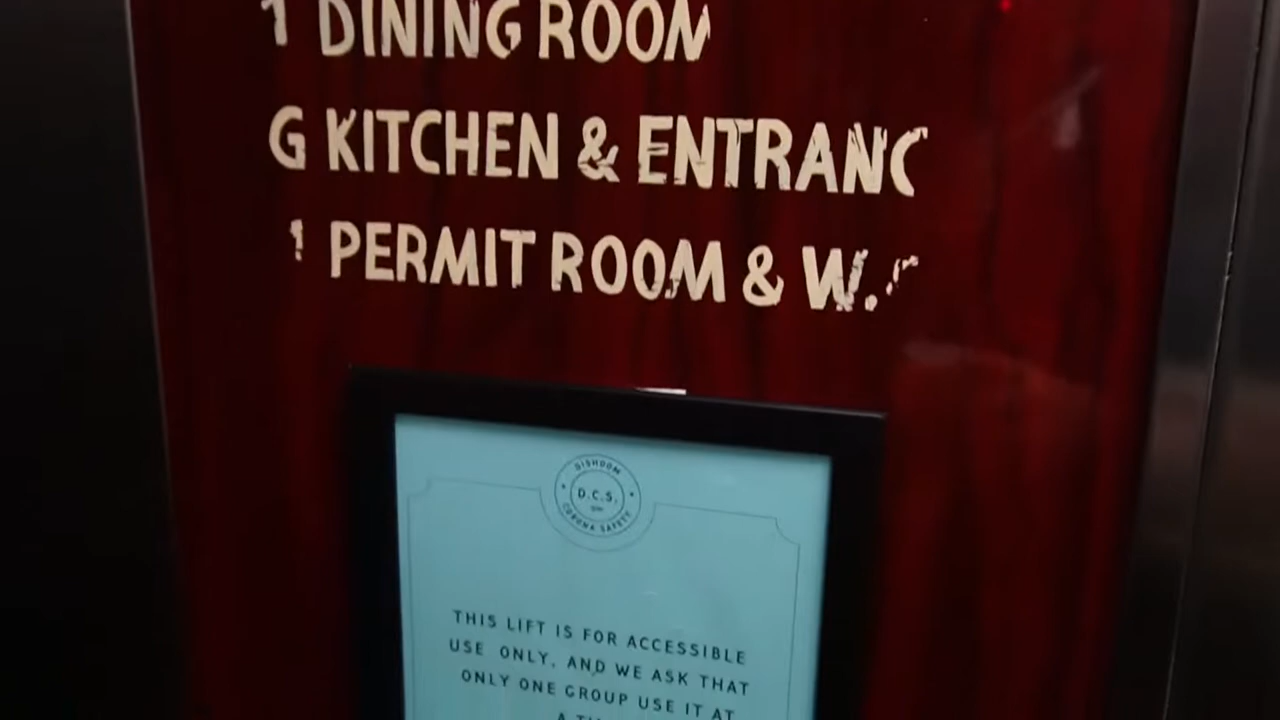 1 DINING ROOM
G KITCHEN & ENTRANC
1 PERMIT ROOM & W.
DISHOOM
D.C.S.
CORONA SAFETY
THIS LIFT IS FOR ACCESSIBLE
USE ONLY, AND WE ASK THAT
ONLY ONE GROUP USE IT AT
A